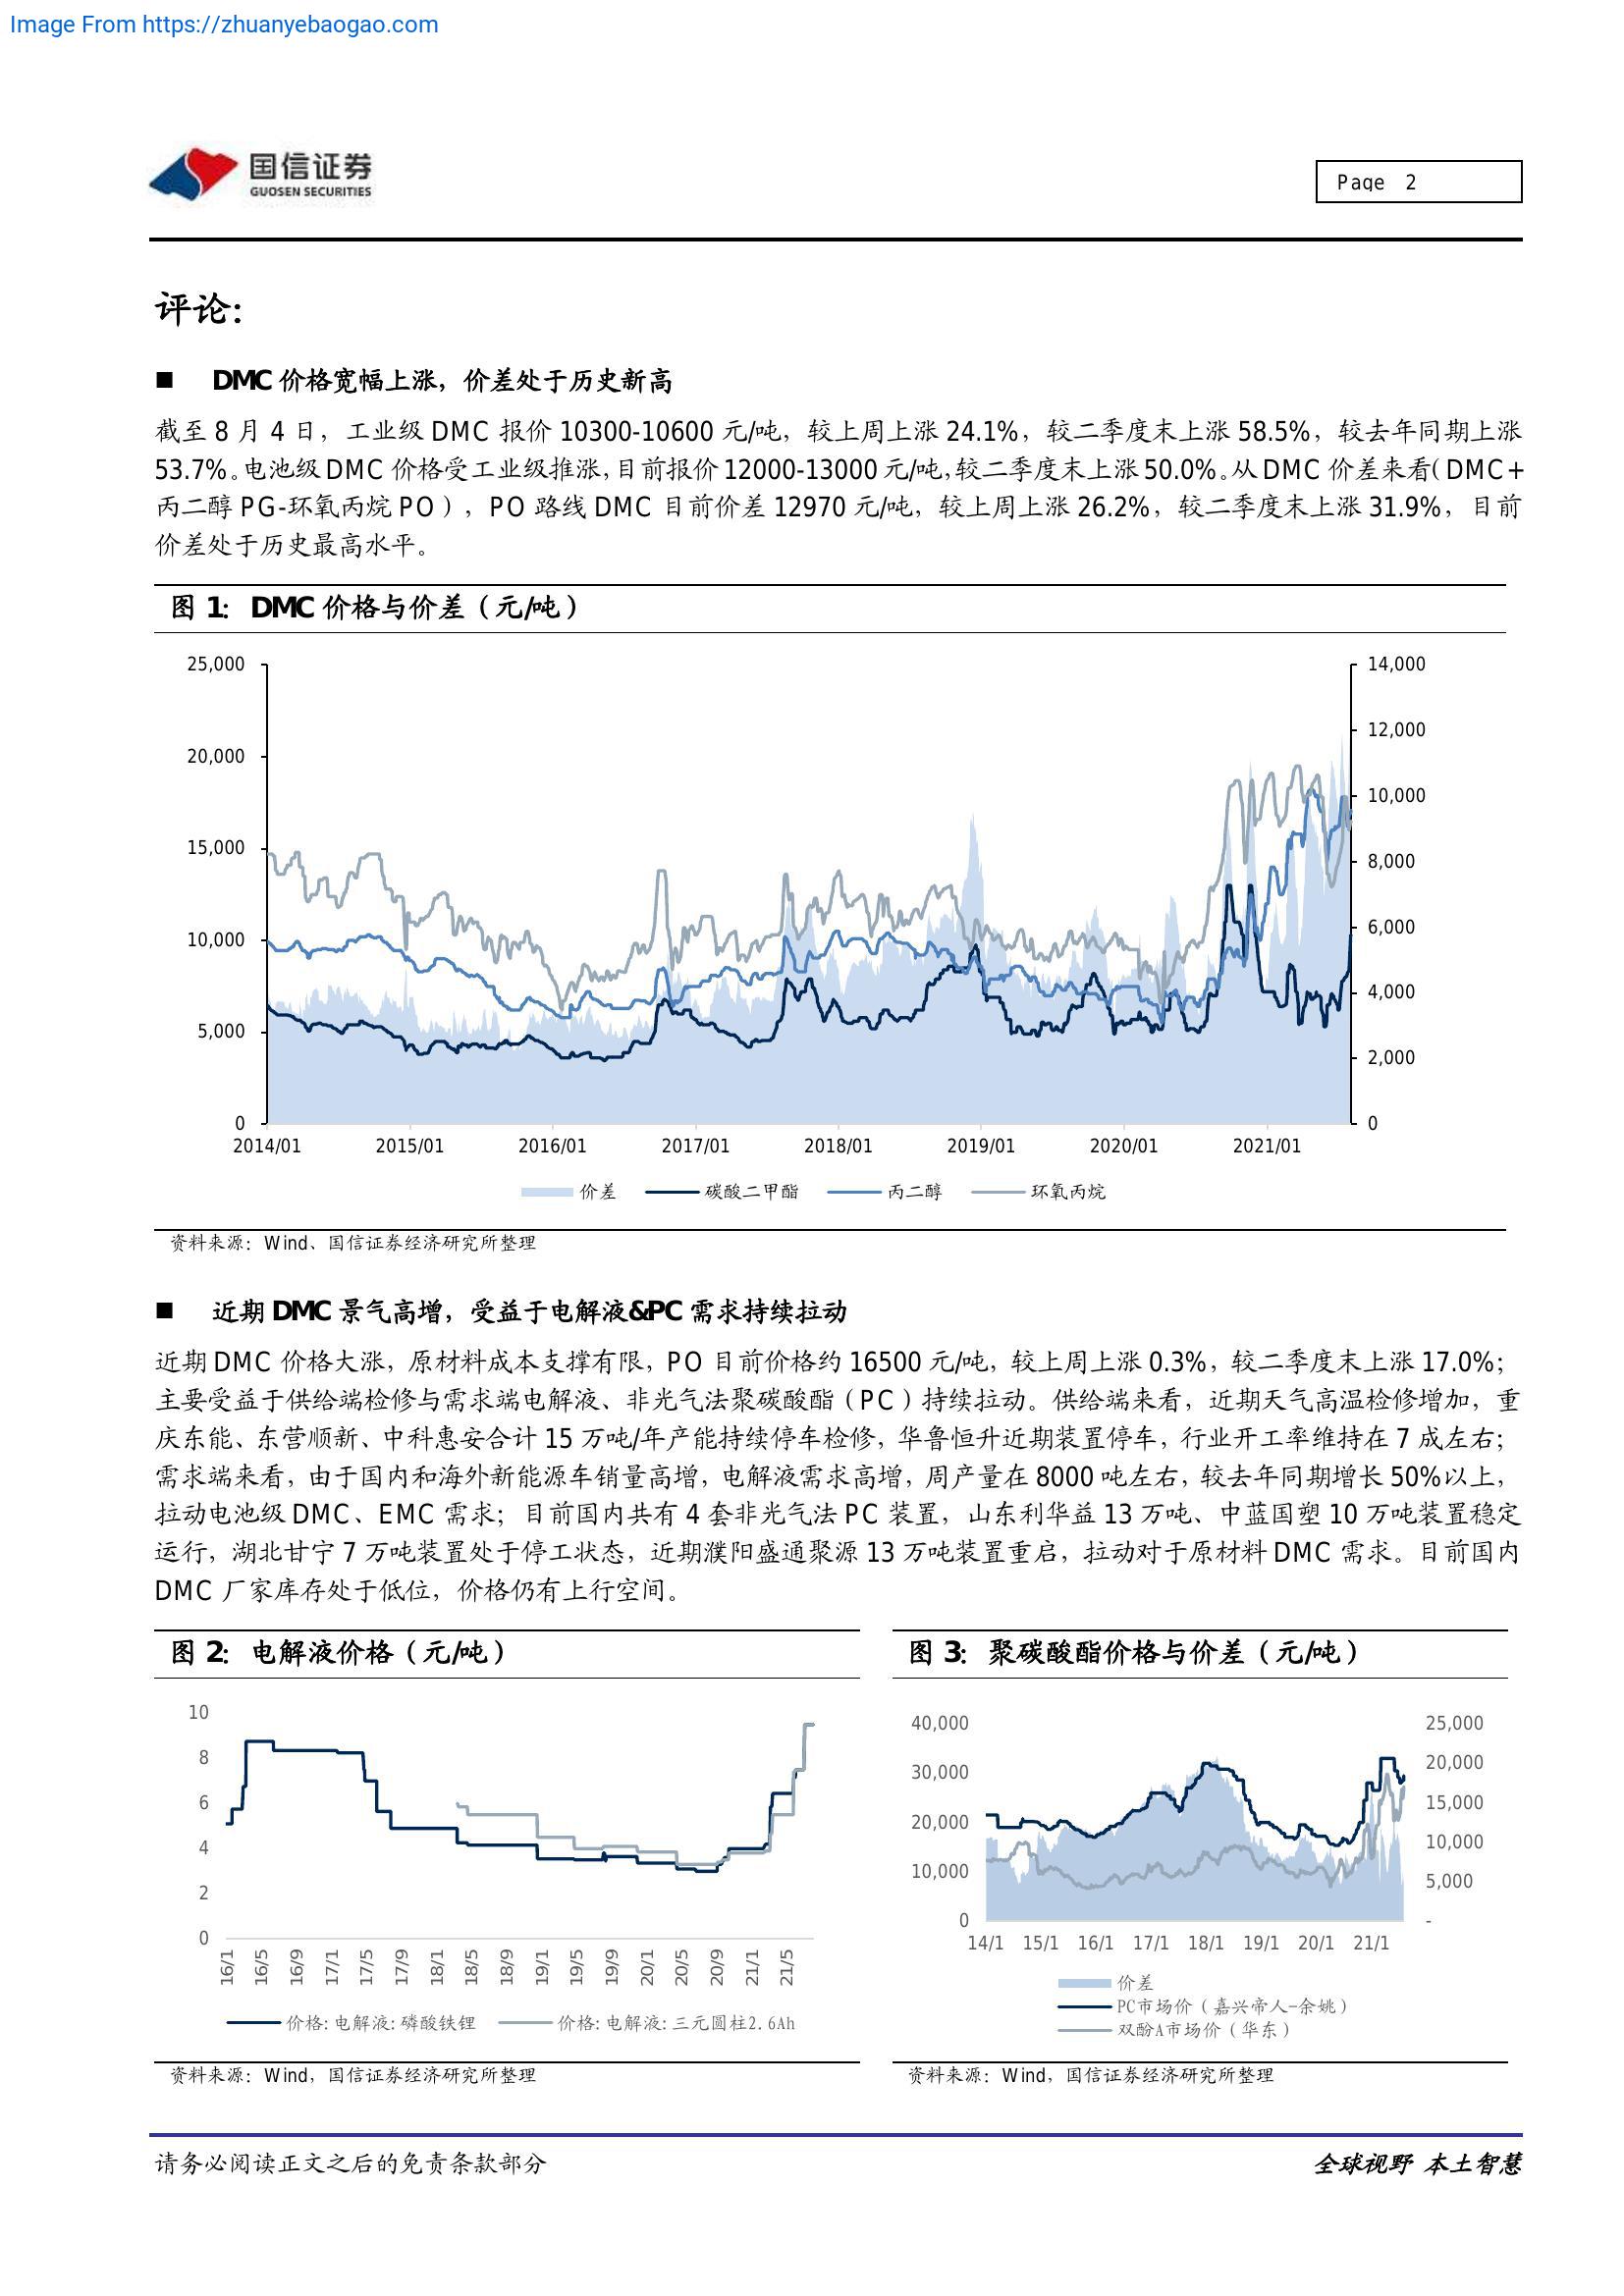 Image From https://zhuanyebaogao.com
国信证券
GUOSEN SECURITIES
Page 2
评论：
■ DMC 价格宽幅上涨，价差处于历史新高
截至 8 月 4 日，工业级 DMC 报价 10300-10600 元/吨，较上周上涨 24.1%，较二季度末上涨 58.5%，较去年同期上涨
53.7%。电池级 DMC 价格受工业级推涨，目前报价 12000-13000 元/吨，较二季度末上涨 50.0%。从 DMC 价差来看（DMC+
丙二醇 PG-环氧丙烷 PO），PO 路线 DMC 目前价差 12970 元/吨，较上周上涨 26.2%，较二季度末上涨 31.9%，目前
价差处于历史最高水平。
图 1：DMC 价格与价差（元/吨）
25,000
20,000
15,000
10,000
5,000
0
14,000
12,000
10,000
8,000
6,000
4,000
2,000
0
2014/01 2015/01 2016/01 2017/01 2018/01 2019/01 2020/01 2021/01
价差 碳酸二甲酯 丙二醇 环氧丙烷
资料来源：Wind、国信证券经济研究所整理
■ 近期 DMC 景气高增，受益于电解液&PC 需求持续拉动
近期 DMC 价格大涨，原材料成本支撑有限，PO 目前价格约 16500 元/吨，较上周上涨 0.3%，较二季度末上涨 17.0%；
主要受益于供给端检修与需求端电解液、非光气法聚碳酸酯（PC）持续拉动。供给端来看，近期天气高温检修增加，重
庆东能、东营顺新、中科惠安合计 15 万吨/年产能持续停车检修，华鲁恒升近期装置停车，行业开工率维持在 7 成左右；
需求端来看，由于国内和海外新能源车销量高增，电解液需求高增，周产量在 8000 吨左右，较去年同期增长 50%以上，
拉动电池级 DMC、EMC 需求；目前国内共有 4 套非光气法 PC 装置，山东利华益 13 万吨、中蓝国塑 10 万吨装置稳定
运行，湖北甘宁 7 万吨装置处于停工状态，近期濮阳盛通聚源 13 万吨装置重启，拉动对于原材料 DMC 需求。目前国内
DMC 厂家库存处于低位，价格仍有上行空间。
图 2：电解液价格（元/吨）
10
8
6
4
2
0
16/1 16/5 16/9 17/1 17/5 17/9 18/1 18/5 18/9 19/1 19/5 19/9 20/1 20/5 20/9 21/1 21/5
价格:电解液:磷酸铁锂 价格:电解液:三元圆柱2.6Ah
资料来源：Wind，国信证券经济研究所整理
图 3：聚碳酸酯价格与价差（元/吨）
40,000
30,000
20,000
10,000
0
25,000
20,000
15,000
10,000
5,000
-
14/1 15/1 16/1 17/1 18/1 19/1 20/1 21/1
价差
PC市场价（嘉兴帝人-余姚）
双酚A市场价（华东）
资料来源：Wind，国信证券经济研究所整理
请务必阅读正文之后的免责条款部分
全球视野 本土智慧